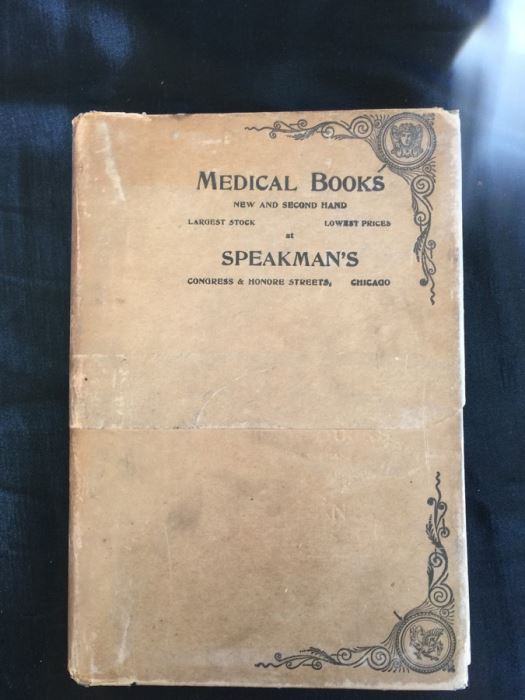 MEDICAL BOOKS
NEW AND SECOND HAND
LARGEST STOCK LOWEST PRICES
at
SPEAKMAN'S
CONGRESS & HONORE STREETS, CHICAGO